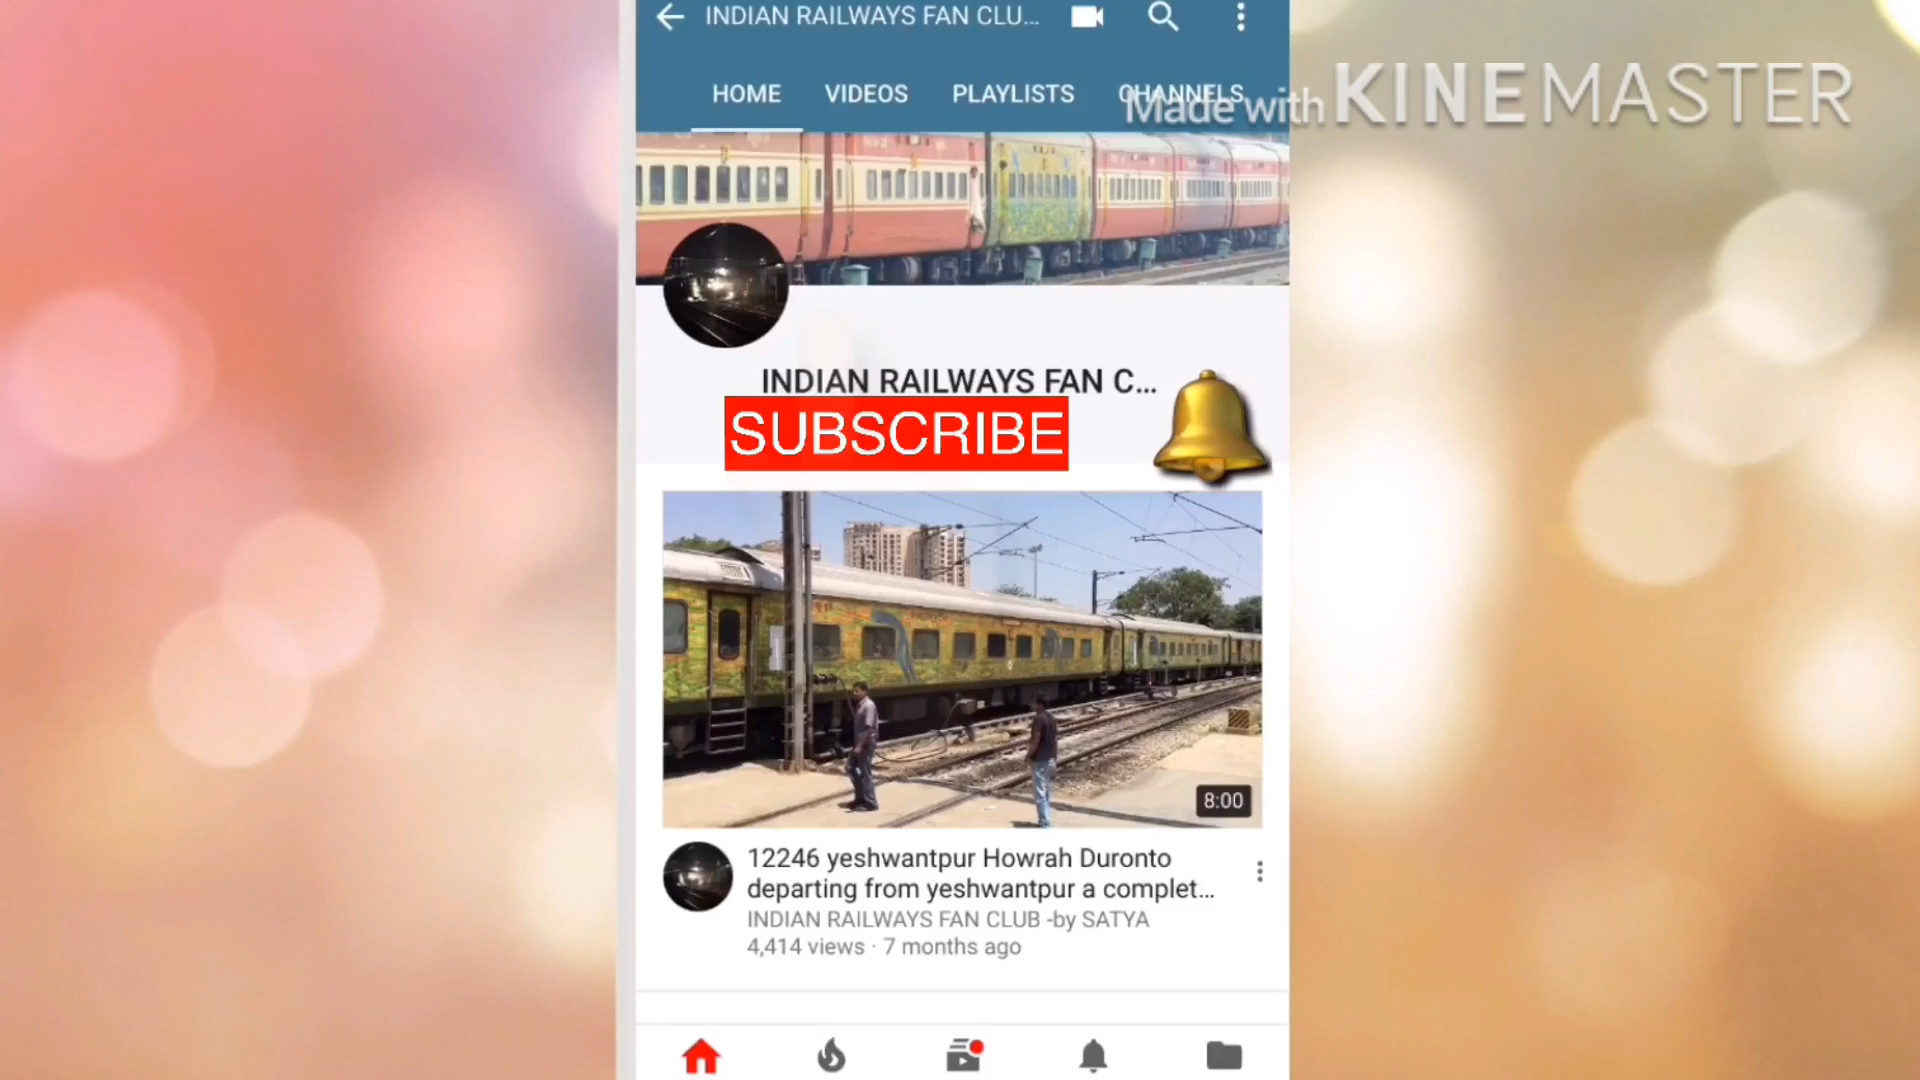 INDIAN RAILWAYS FAN CLU...
HOME VIDEOS PLAYLISTS CHANNELS
Made with KINEMASTER
INDIAN RAILWAYS FAN C...
SUBSCRIBE
8:00
12246 yeshwantpur Howrah Duronto
departing from yeshwantpur a complet...
INDIAN RAILWAYS FAN CLUB -by SATYA
4,414 views · 7 months ago